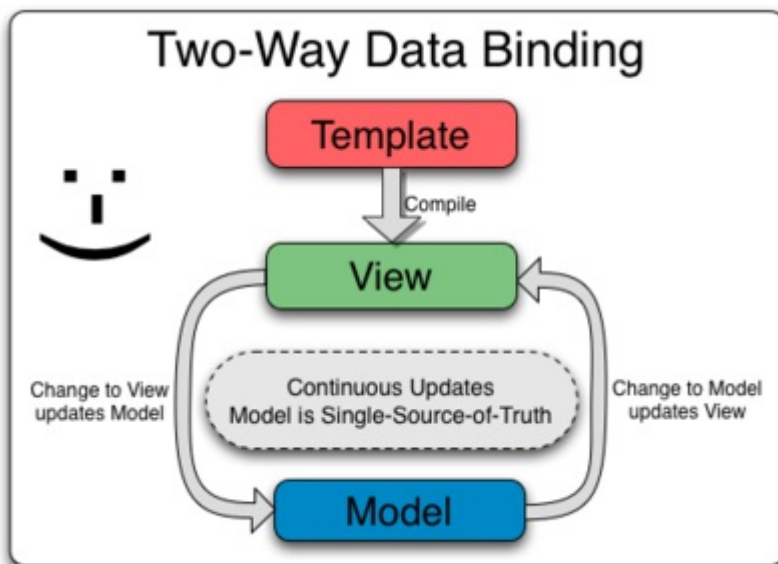 Two-Way Data Binding
Template
Compile
View
Change to View
updates Model
Continuous Updates
Model is Single-Source-of-Truth
Change to Model
updates View
Model